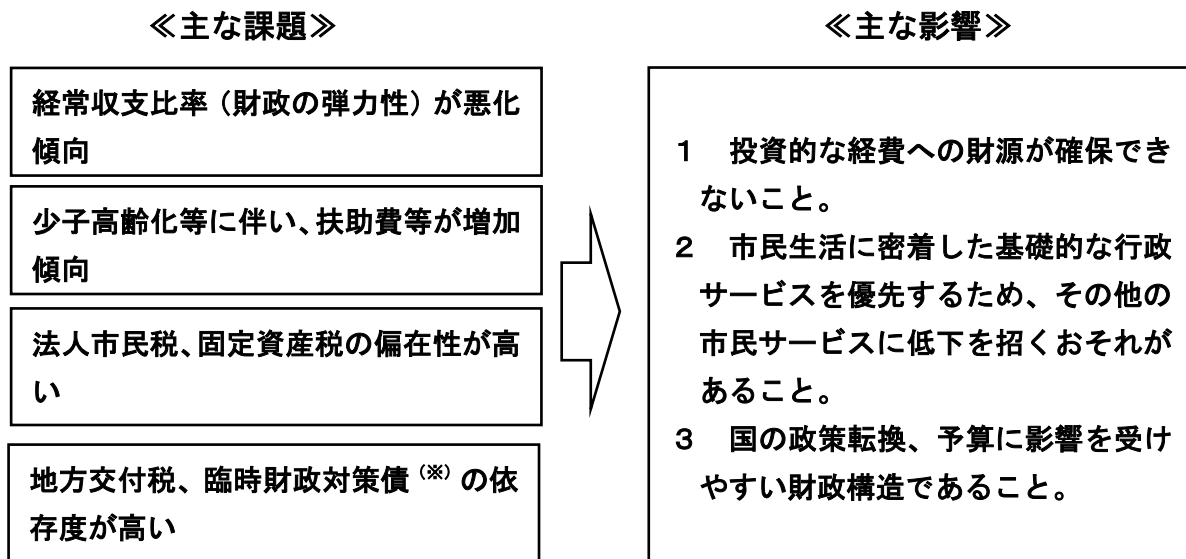 ≪主な課題≫
経常収支比率（財政の弾力性）が悪化
傾向
少子高齢化等に伴い、扶助費等が増加
傾向
法人市民税、固定資産税の偏在性が高
い
地方交付税、臨時財政対策債（※）の依
存度が高い
≪主な影響≫
１　投資的な経費への財源が確保でき
ないこと。
２　市民生活に密着した基礎的な行政
サービスを優先するため、その他の
市民サービスに低下を招くおそれが
あること。
３　国の政策転換、予算に影響を受け
やすい財政構造であること。